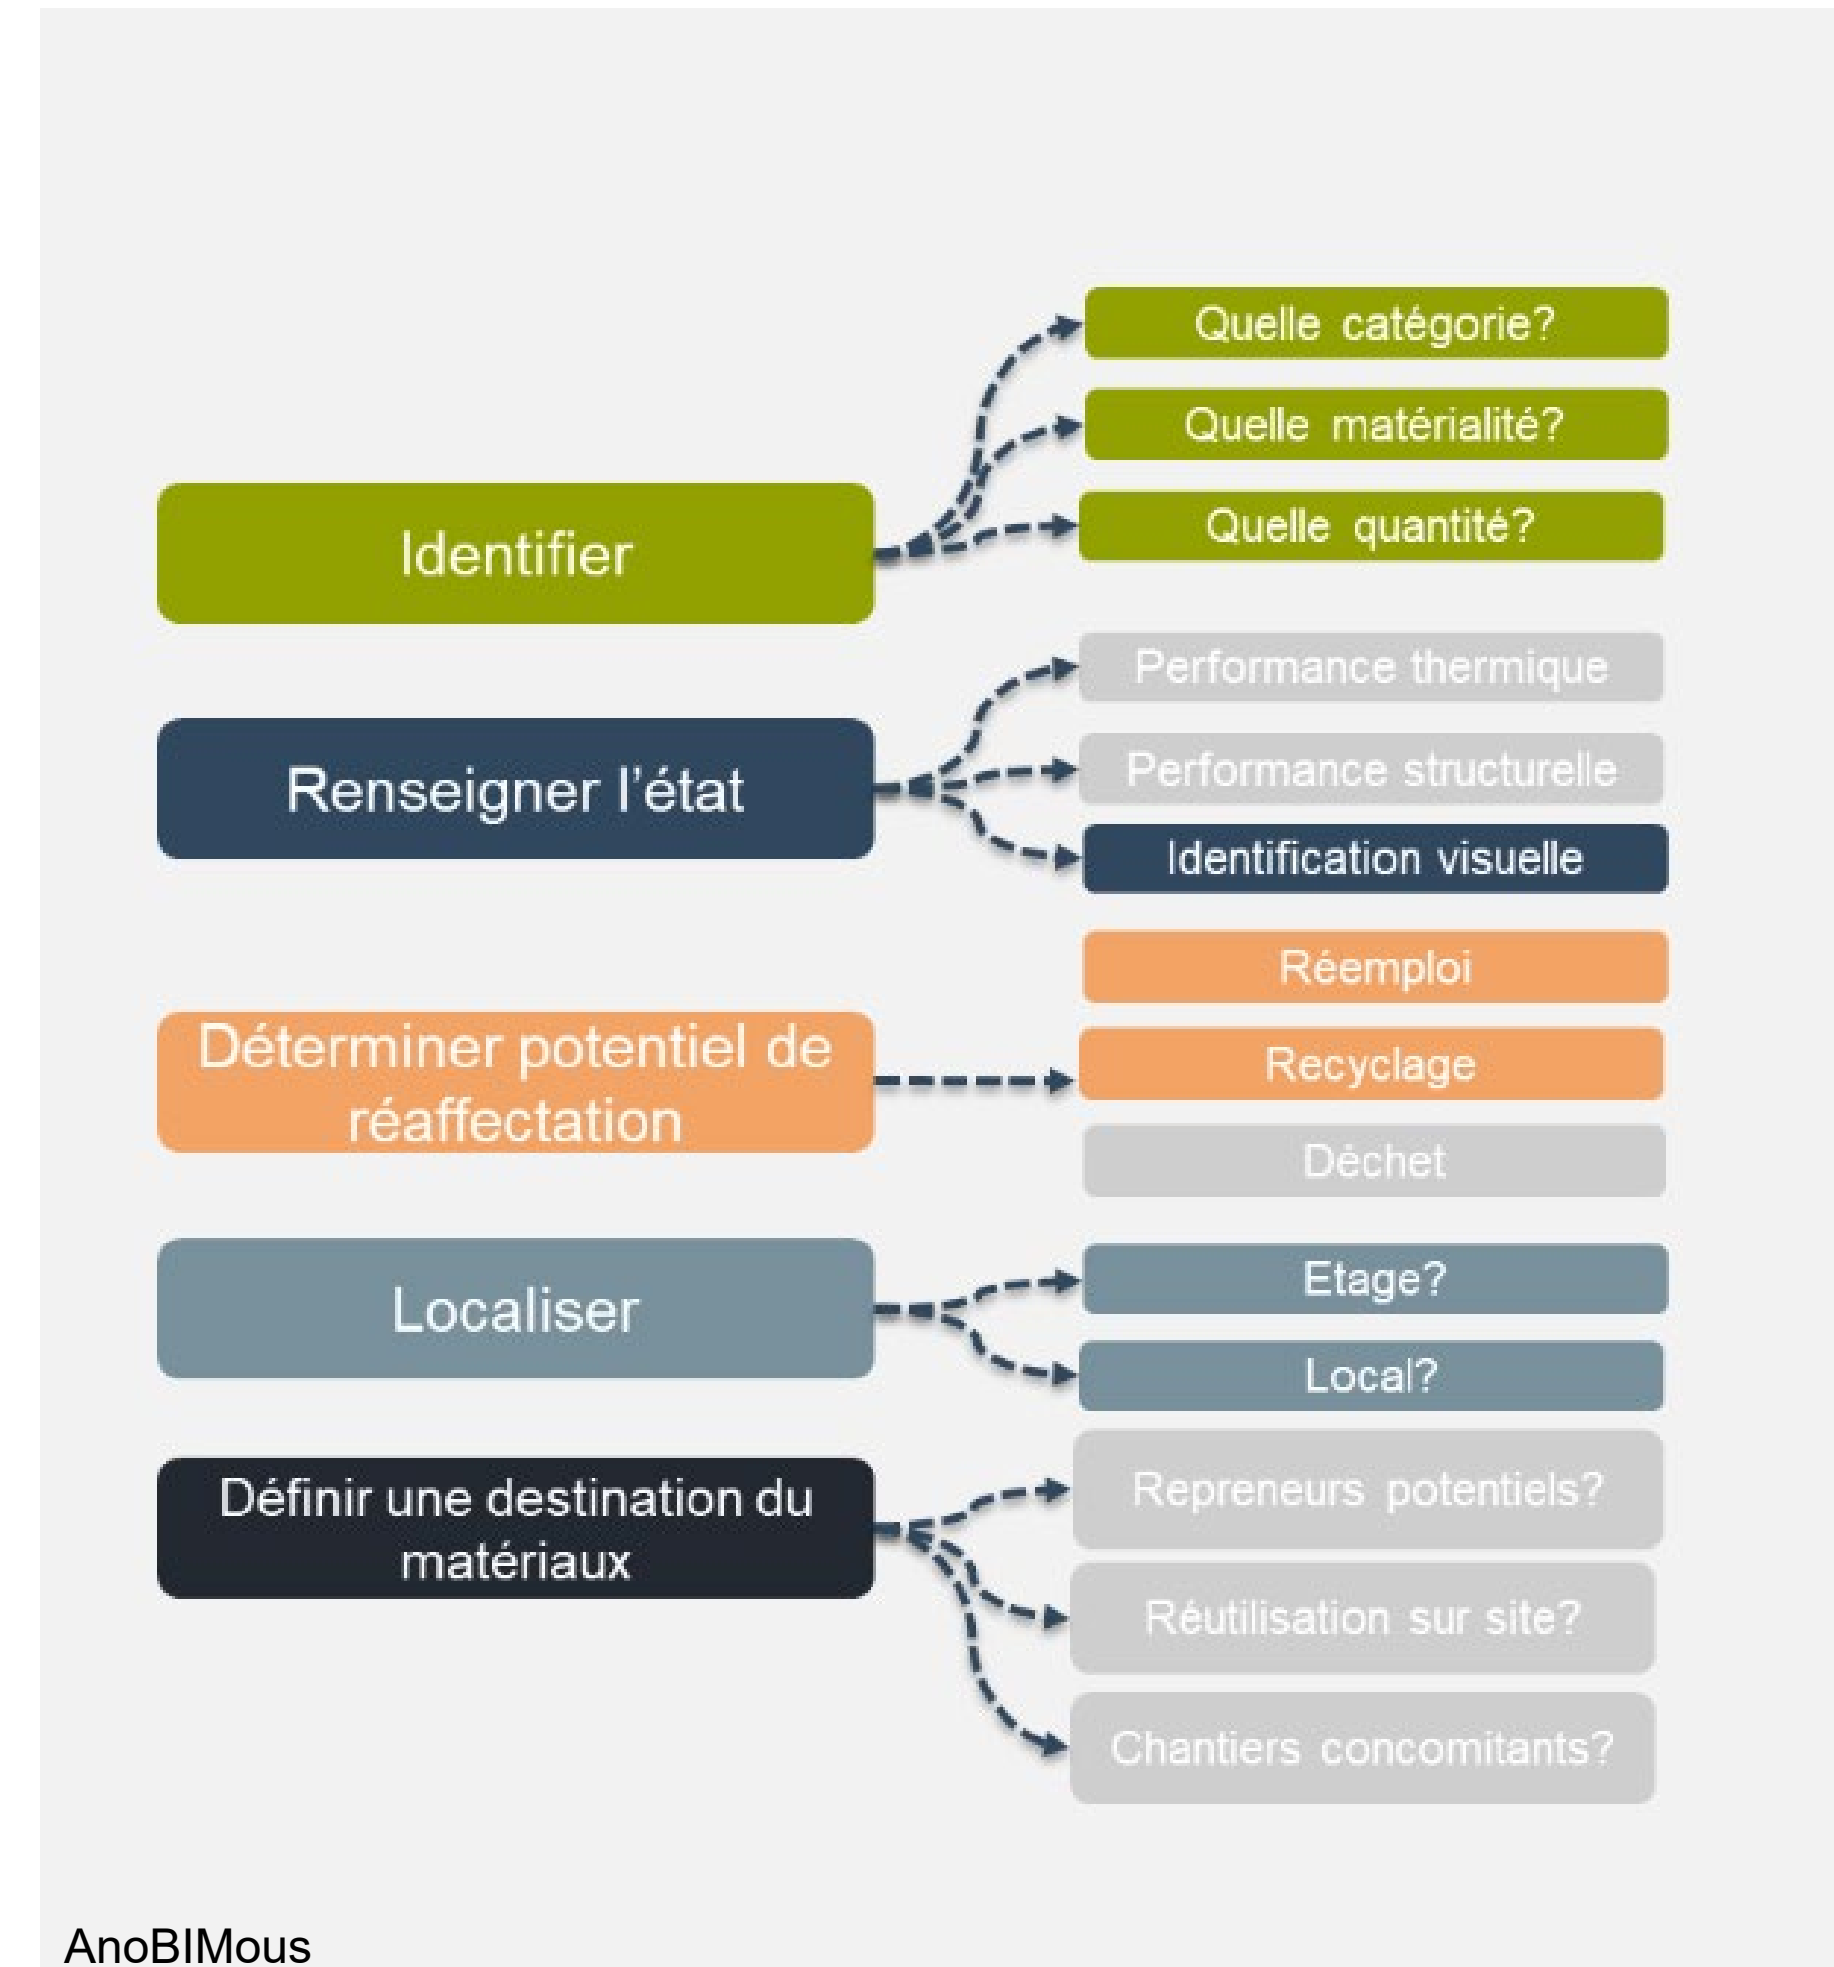 Quelle catégorie?
Quelle matérialité?
Quelle quantité?
Identifier
Performance thermique
Performance structurelle
Identification visuelle
Renseigner l'état
Réemploi
Recyclage
Déchet
Déterminer potentiel de
réaffectation
Etage?
Local?
Localiser
Repreneurs potentiels?
Réutilisation sur site?
Chantiers concomitants?
Définir une destination du
matériaux
AnoBIMous